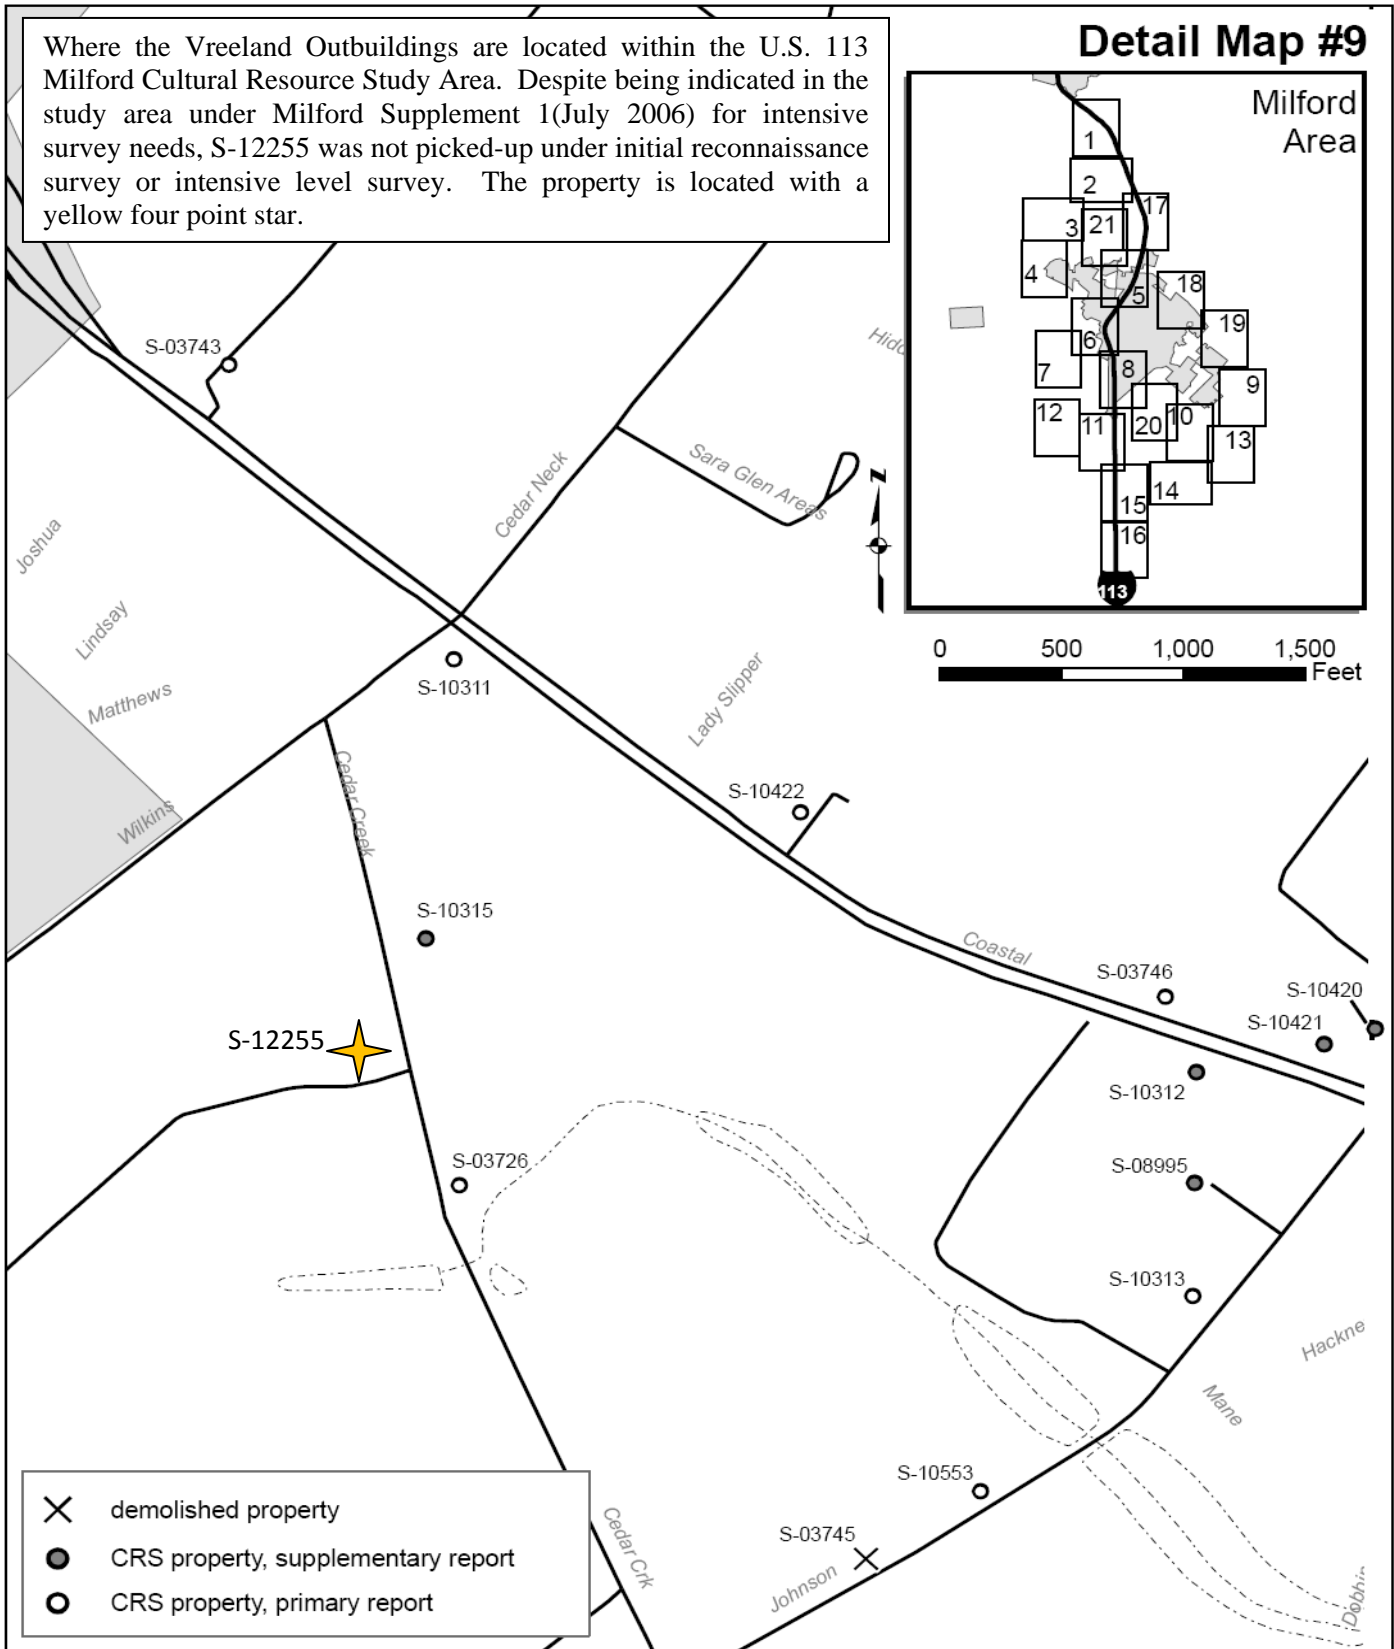 Where the Vreeland Outbuildings are located within the U.S. 113
Milford Cultural Resource Study Area. Despite being indicated in the
study area under Milford Supplement 1(July 2006) for intensive
survey needs, S-12255 was not picked-up under initial reconnaissance
survey or intensive level survey. The property is located with a
yellow four point star.
Detail Map #9
Milford
Area
1
2
17
3
21
4
5
18
19
6
7
8
9
12
11
20
10
13
14
15
16
113
0 500 1,000 1,500
Feet
S-03743
Sara Glen Areas
Cedar Neck
Z
Joshua
Lindsay
Matthews
Wilkins
S-10311
Lady Slipper
Cedar Creek
S-10422
S-10315
Coastal
S-03746
S-10420
S-10421
S-12255
S-10312
S-03726
S-08995
S-10313
Hackne
Mane
S-10553
S-03745
Johnson
Cedar Crk
demolished property
CRS property, supplementary report
CRS property, primary report